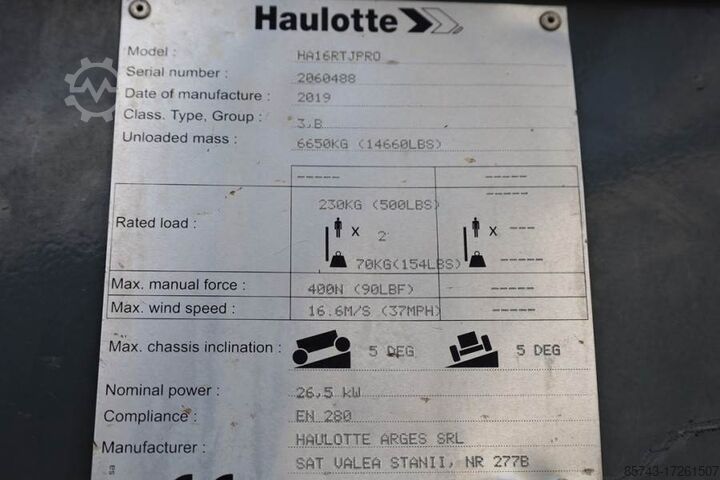 Haulotte
Model : HA16RTJPRO
Serial number : 2060488
Date of manufacture : 2019
Class. Type, Group : 3,B
Unloaded mass : 6650KG (14660LBS)
----- -----
-----
Rated load : 230KG (500LBS)
x 2 x ---
70KG(154LBS) -----
Max. manual force : 400N (90LBF) -----
Max. wind speed : 16.6M/S (37MPH) -----
Max. chassis inclination : 5 DEG 5 DEG
Nominal power : 26,5 kW
Compliance : EN 280
Manufacturer : HAULOTTE ARGES SRL
SAT VALEA STANII, NR 277B
85743-17261507